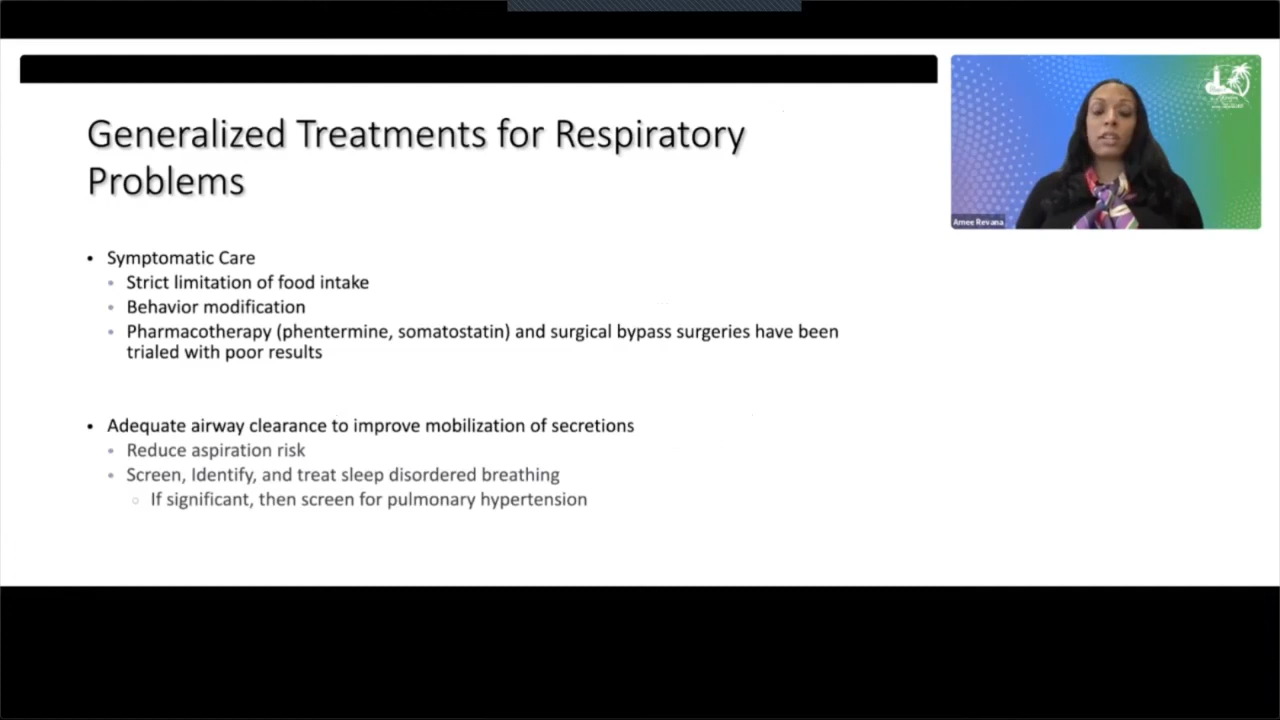 Generalized Treatments for Respiratory
Problems
• Symptomatic Care
• Strict limitation of food intake
• Behavior modification
• Pharmacotherapy (phentermine, somatostatin) and surgical bypass surgeries have been
trialed with poor results
• Adequate airway clearance to improve mobilization of secretions
• Reduce aspiration risk
• Screen, Identify, and treat sleep disordered breathing
○ If significant, then screen for pulmonary hypertension
Amee Revana